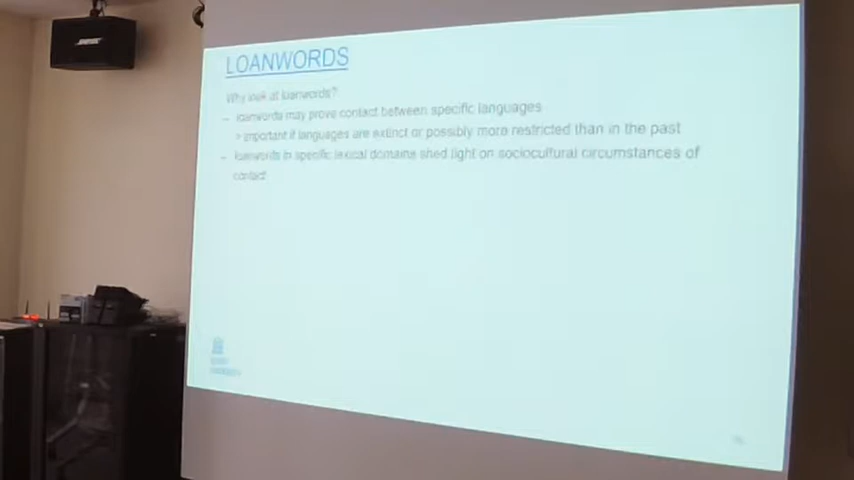 BOSE
LOANWORDS
Why look at loanwords?
– loanwords may prove contact between specific languages
> important if languages are extinct or possibly more restricted than in the past
– loanwords in specific lexical domains shed light on sociocultural circumstances of
contact